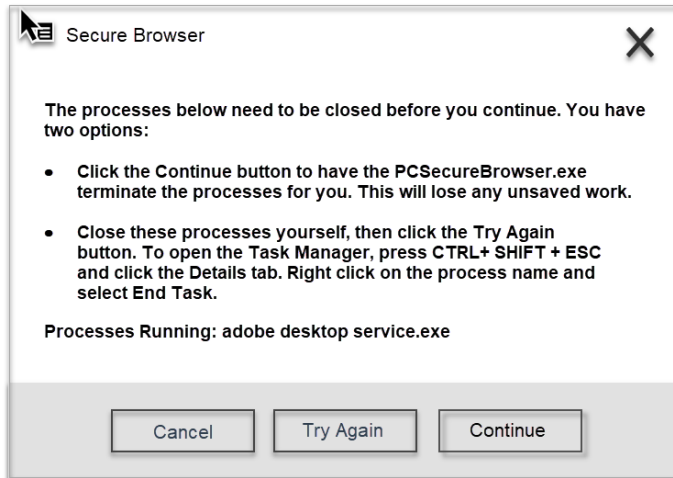 Secure Browser
The processes below need to be closed before you continue. You have
two options:
• Click the Continue button to have the PCSecureBrowser.exe
terminate the processes for you. This will lose any unsaved work.
• Close these processes yourself, then click the Try Again
button. To open the Task Manager, press CTRL+ SHIFT + ESC
and click the Details tab. Right click on the process name and
select End Task.
Processes Running: adobe desktop service.exe
Cancel Try Again Continue